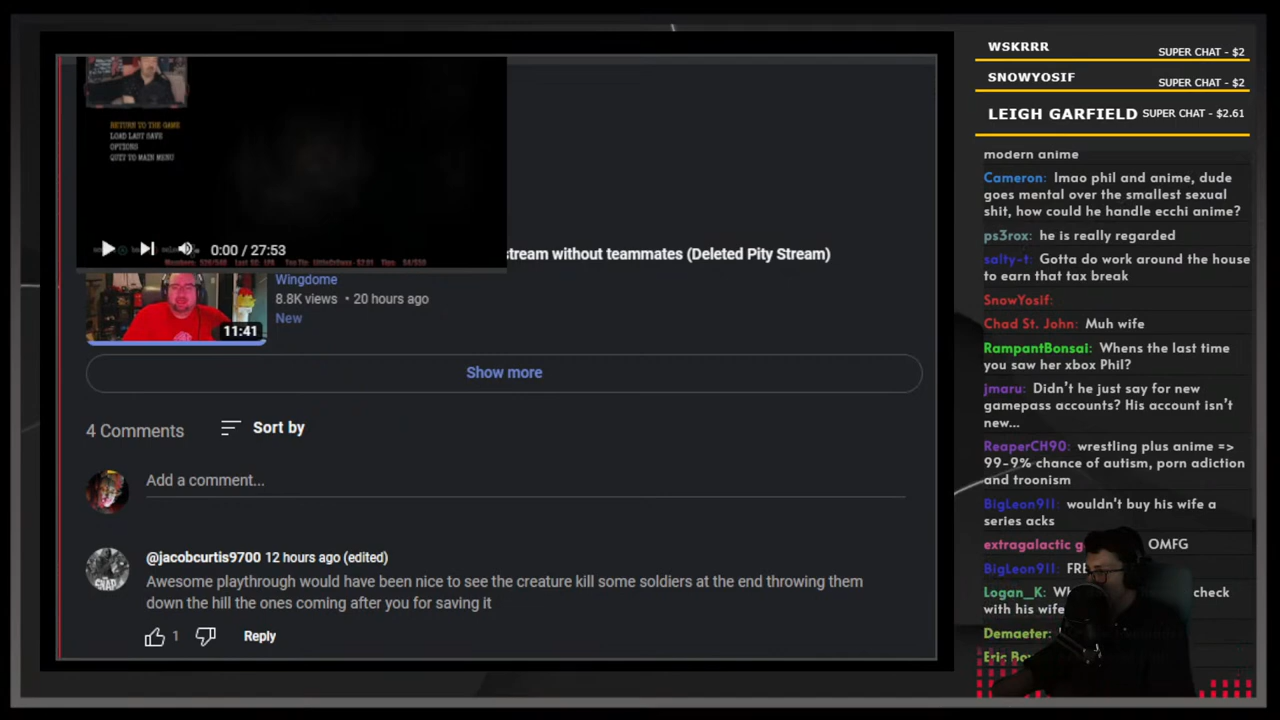 RETURN TO THE GAME
LOAD LAST SAVE
OPTIONS
QUIT TO MAIN MENU
0:00 / 27:53
stream without teammates (Deleted Pity Stream)
Wingdome
8.8K views • 20 hours ago
New
11:41
Show more
4 Comments
Sort by
Add a comment...
@jacobcurtis9700 12 hours ago (edited)
Awesome playthrough would have been nice to see the creature kill some soldiers at the end throwing them
down the hill the ones coming after you for saving it
1
Reply
WSKRRR SUPER CHAT - $2
SNOWYOSIF SUPER CHAT - $2
LEIGH GARFIELD SUPER CHAT - $2.61
modern anime
Cameron: lmao phil and anime, dude
goes mental over the smallest sexual
shit, how could he handle ecchi anime?
ps3rox: he is really regarded
salty-t: Gotta do work around the house
to earn that tax break
SnowYosif:
Chad St. John: Muh wife
RampantBonsai: Whens the last time
you saw her xbox Phil?
jmaru: Didn't he just say for new
gamepass accounts? His account isn't
new...
ReaperCH90: wrestling plus anime =>
99-9% chance of autism, porn adiction
and troonism
BigLeon911: wouldn't buy his wife a
series acks
extragalactic g OMFG
BigLeon911: FRE
Logan_K: check
with his wife
Demaeter: